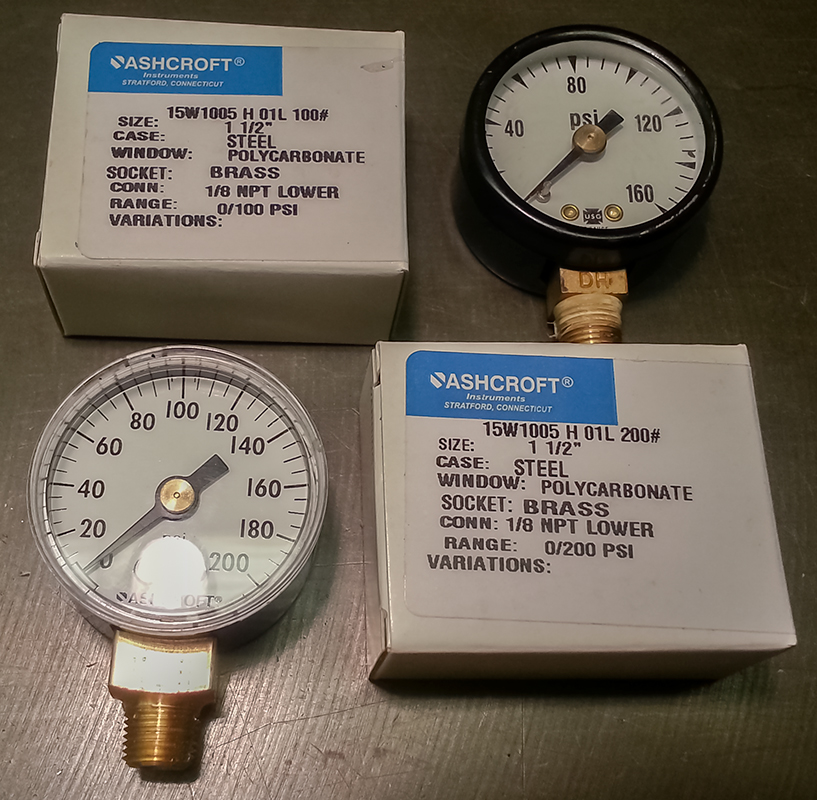 ASHCROFT®
Instruments
STRATFORD, CONNECTICUT
15W1005 H 01L 100#
SIZE: 1 1/2"
CASE: STEEL
WINDOW: POLYCARBONATE
SOCKET: BRASS
CONN: 1/8 NPT LOWER
RANGE: 0/100 PSI
VARIATIONS:
80
psi
40 120
160
USG
DH
0 20 40 60 80 100 120 140 160 180 200
psi
ASHCROFT®
ASHCROFT®
Instruments
STRATFORD, CONNECTICUT
15W1005 H 01L 200#
SIZE: 1 1/2"
CASE: STEEL
WINDOW: POLYCARBONATE
SOCKET: BRASS
CONN: 1/8 NPT LOWER
RANGE: 0/200 PSI
VARIATIONS: